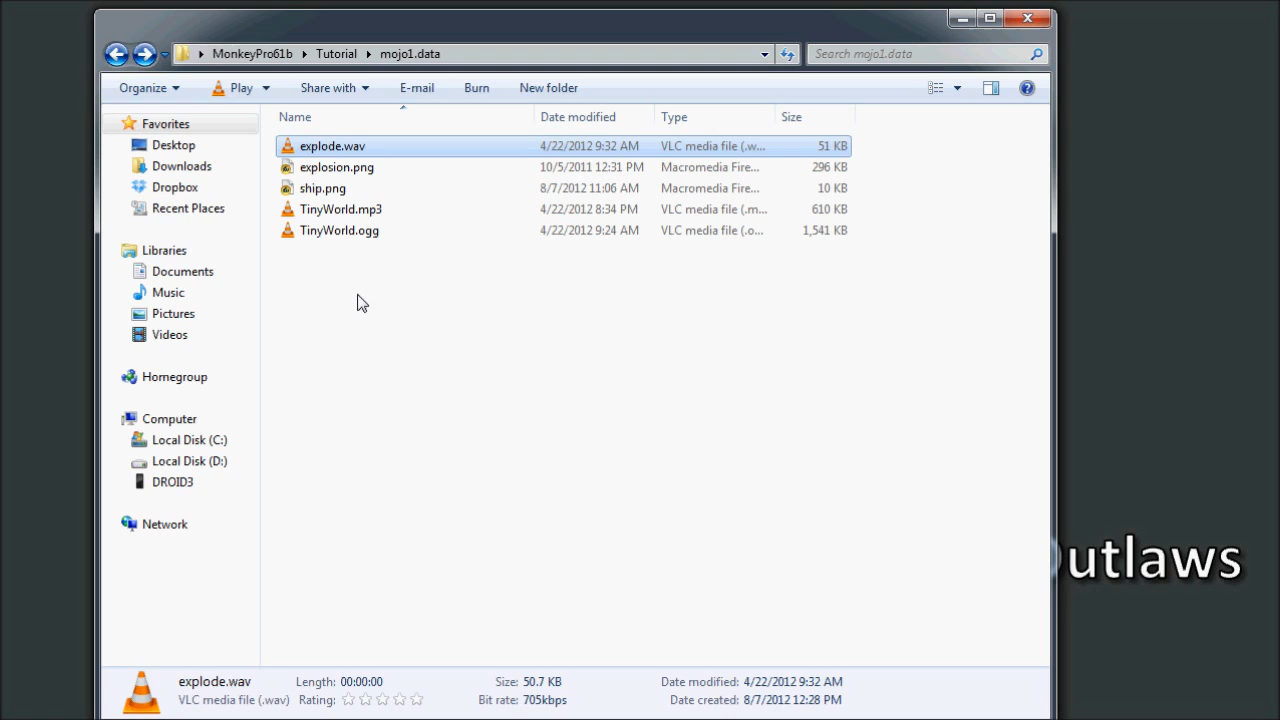 MonkeyPro61b Tutorial mojo1.data Search mojo1.data
Organize Play Share with E-mail Burn New folder
Name Date modified Type Size
Favorites
Desktop
Downloads
Dropbox
Recent Places
Libraries
Documents
Music
Pictures
Videos
Homegroup
Computer
Local Disk (C:)
Local Disk (D:)
DROID3
Network
explode.wav 4/22/2012 9:32 AM VLC media file (.w... 51 KB
explosion.png 10/5/2011 12:31 PM Macromedia Fire... 296 KB
ship.png 8/7/2012 11:06 AM Macromedia Fire... 10 KB
TinyWorld.mp3 4/22/2012 8:34 PM VLC media file (.m... 610 KB
TinyWorld.ogg 4/22/2012 9:24 AM VLC media file (.o... 1,541 KB
utlaws
explode.wav Length: 00:00:00 Size: 50.7 KB Date modified: 4/22/2012 9:32 AM
VLC media file (.wav) Rating: Bit rate: 705kbps Date created: 8/7/2012 12:28 PM